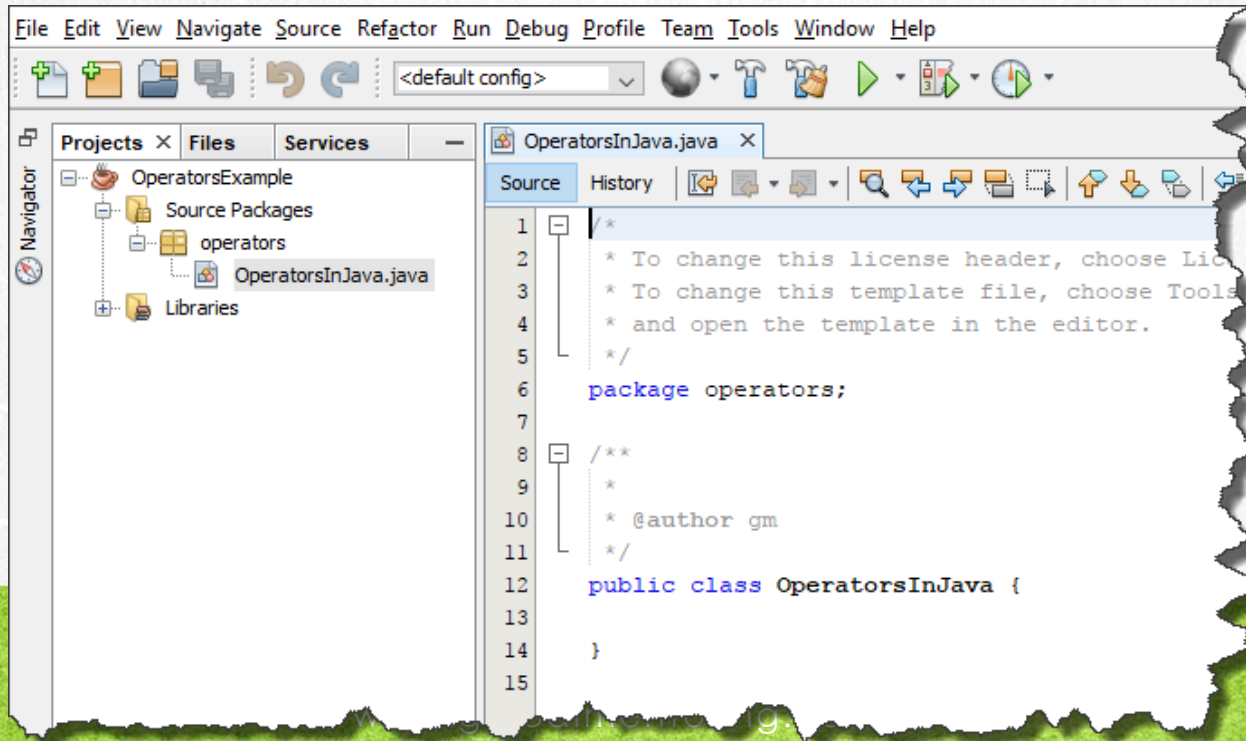 File Edit View Navigate Source Refactor Run Debug Profile Team Tools Window Help
<default config>
Projects Files Services
Navigator
OperatorsExample
Source Packages
operators
OperatorsInJava.java
Libraries
OperatorsInJava.java
Source History
1 /*
2 * To change this license header, choose
3 * To change this template file, choose Tools
4 * and open the template in the editor.
5 */
6 package operators;
7
8 /**
9 *
10 * @author gm
11 */
12 public class OperatorsInJava {
13
14 }
15